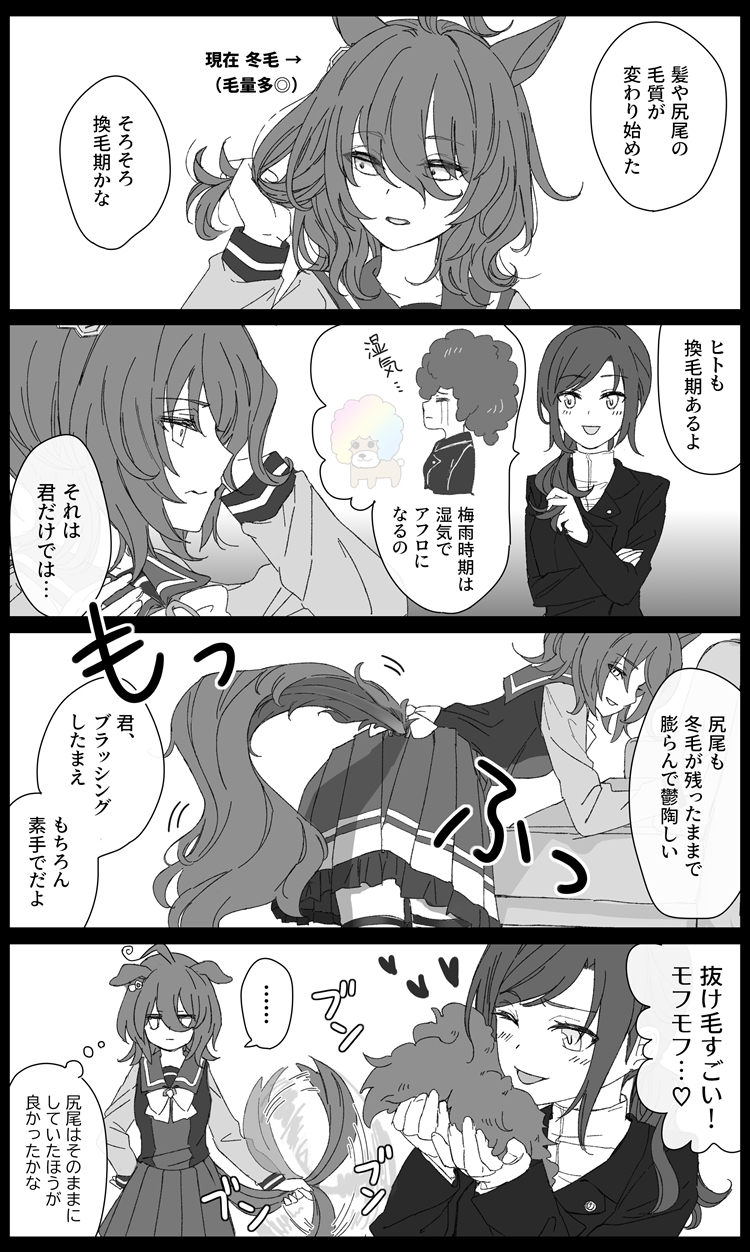 髪や尻尾の
毛質が
変わり始めた
現在 冬毛 →
（毛量多◎）
そろそろ
換毛期かな
ヒトも
換毛期あるよ
湿気…
梅雨時期は
湿気で
アフロに
なるの
それは
君だけでは…
尻尾も
冬毛が残ったままで
膨らんで鬱陶しい
もっ
ふっ
君、
ブラッシング
したまえ
もちろん
素手でだよ
抜け毛すごい！
モフモフ…♡
……
ブン
ブン
ブン
ブン
尻尾はそのままに
していたほうが
良かったかな